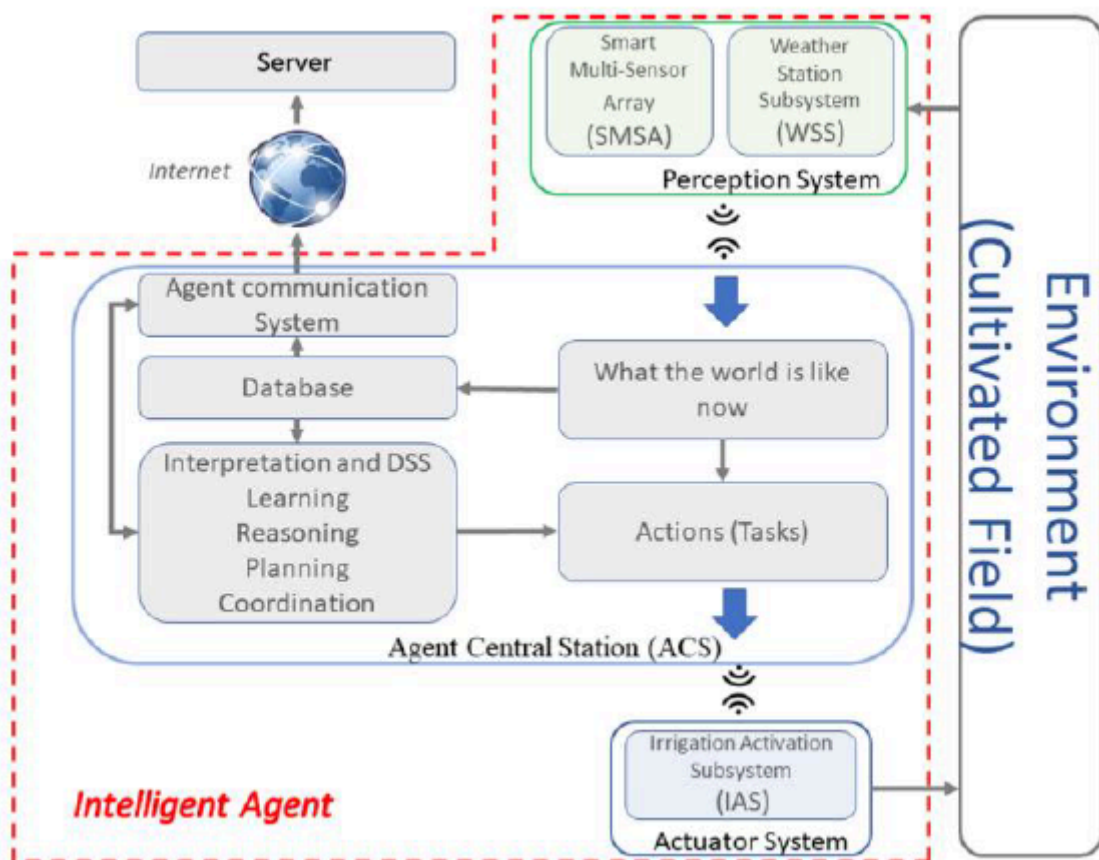 Server
Internet
Smart
Multi-Sensor
Array
(SMSA)
Weather
Station
Subsystem
(WSS)
Perception System
Environment
(Cultivated Field)
Agent communication
System
Database
What the world is like
now
Interpretation and DSS
Learning
Reasoning
Planning
Coordination
Actions (Tasks)
Agent Central Station (ACS)
Irrigation Activation
Subsystem
(IAS)
Actuator System
Intelligent Agent